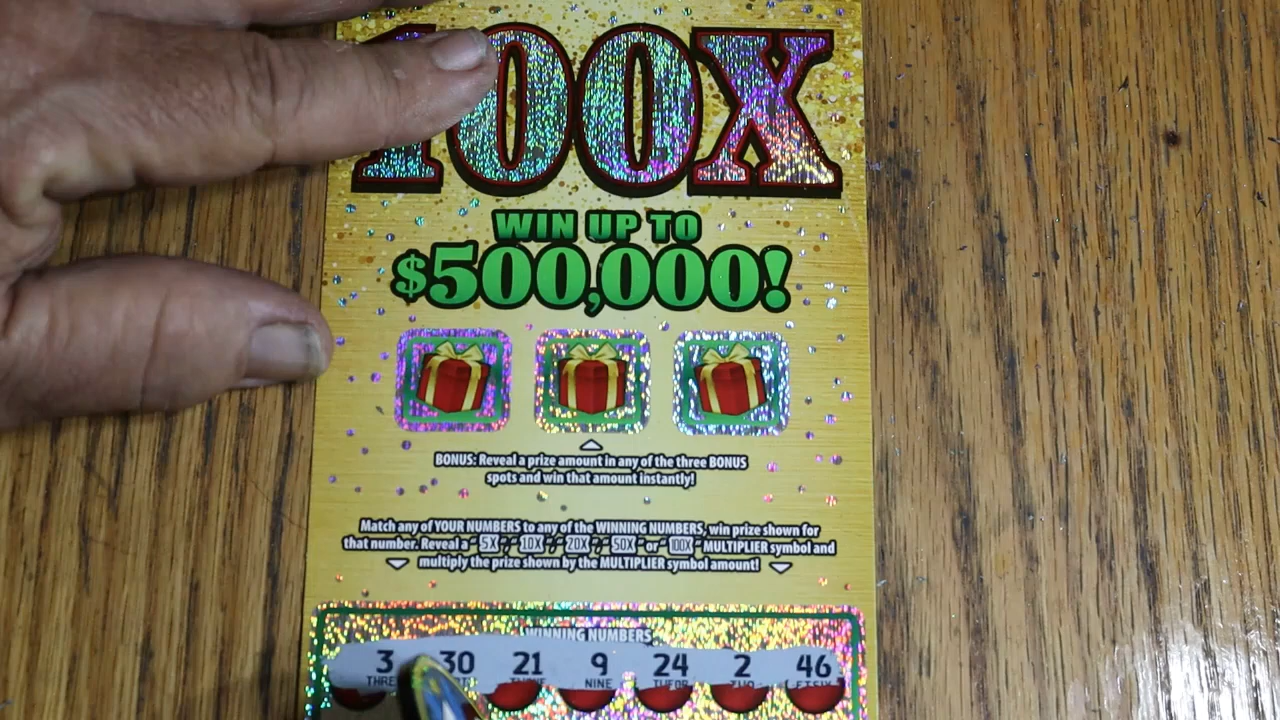 100X
WIN UP TO
$500,000!
BONUS: Reveal a prize amount in any of the three BONUS
spots and win that amount instantly!
Match any of YOUR NUMBERS to any of the WINNING NUMBERS, win prize shown for
that number. Reveal a "5X", "10X", "20X", "50X" or "100X" MULTIPLIER symbol and
multiply the prize shown by the MULTIPLIER symbol amount!
WINNING NUMBERS
3 30 21 9 24 2 46
NINE